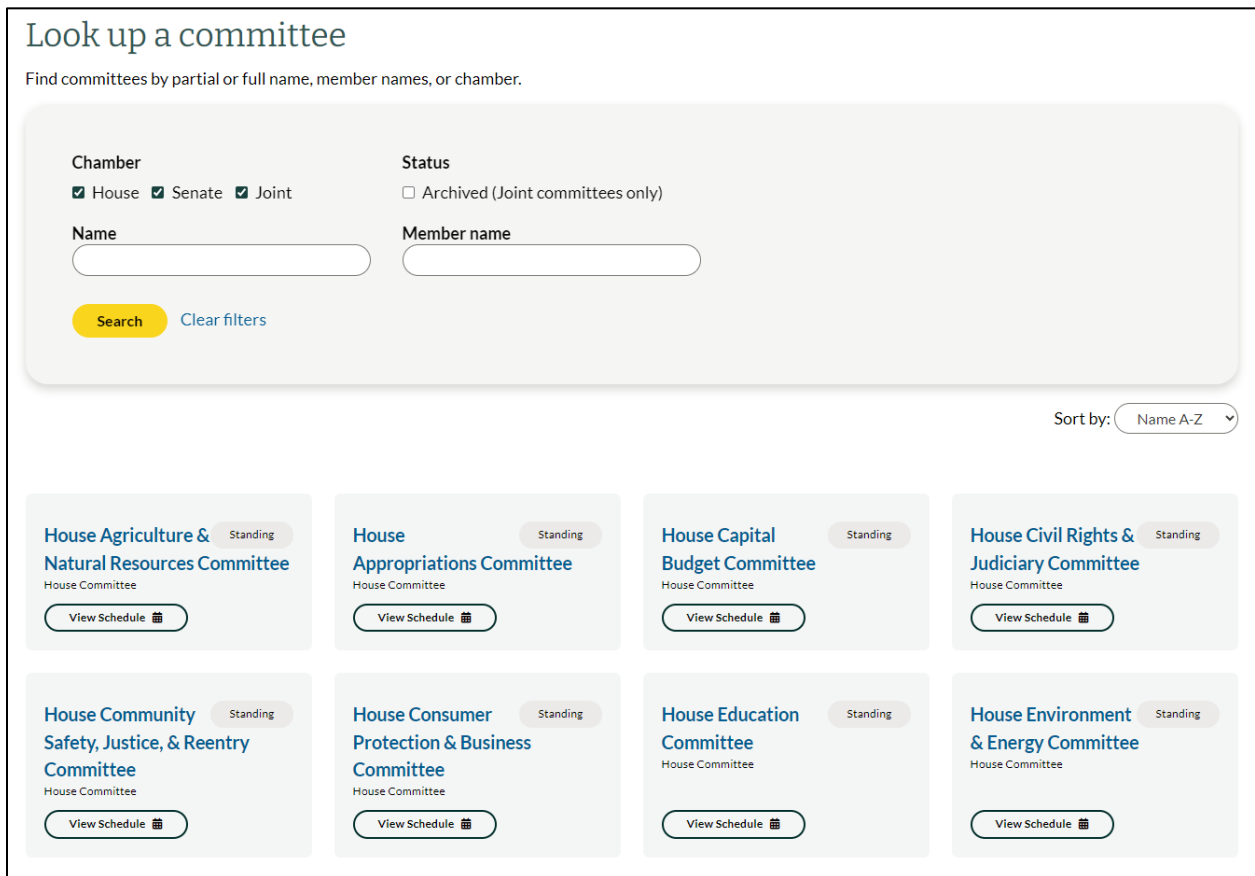 Look up a committee
Find committees by partial or full name, member names, or chamber.
Chamber
House Senate Joint
Status
Archived (Joint committees only)
Name
Member name
Search Clear filters
Sort by: Name A-Z
House Agriculture & Standing
Natural Resources Committee
House Committee
View Schedule
House Standing
Appropriations Committee
House Committee
View Schedule
House Capital Standing
Budget Committee
House Committee
View Schedule
House Civil Rights & Standing
Judiciary Committee
House Committee
View Schedule
House Community Standing
Safety, Justice, & Reentry
Committee
House Committee
View Schedule
House Consumer Standing
Protection & Business
Committee
House Committee
View Schedule
House Education Standing
Committee
House Committee
View Schedule
House Environment Standing
& Energy Committee
House Committee
View Schedule